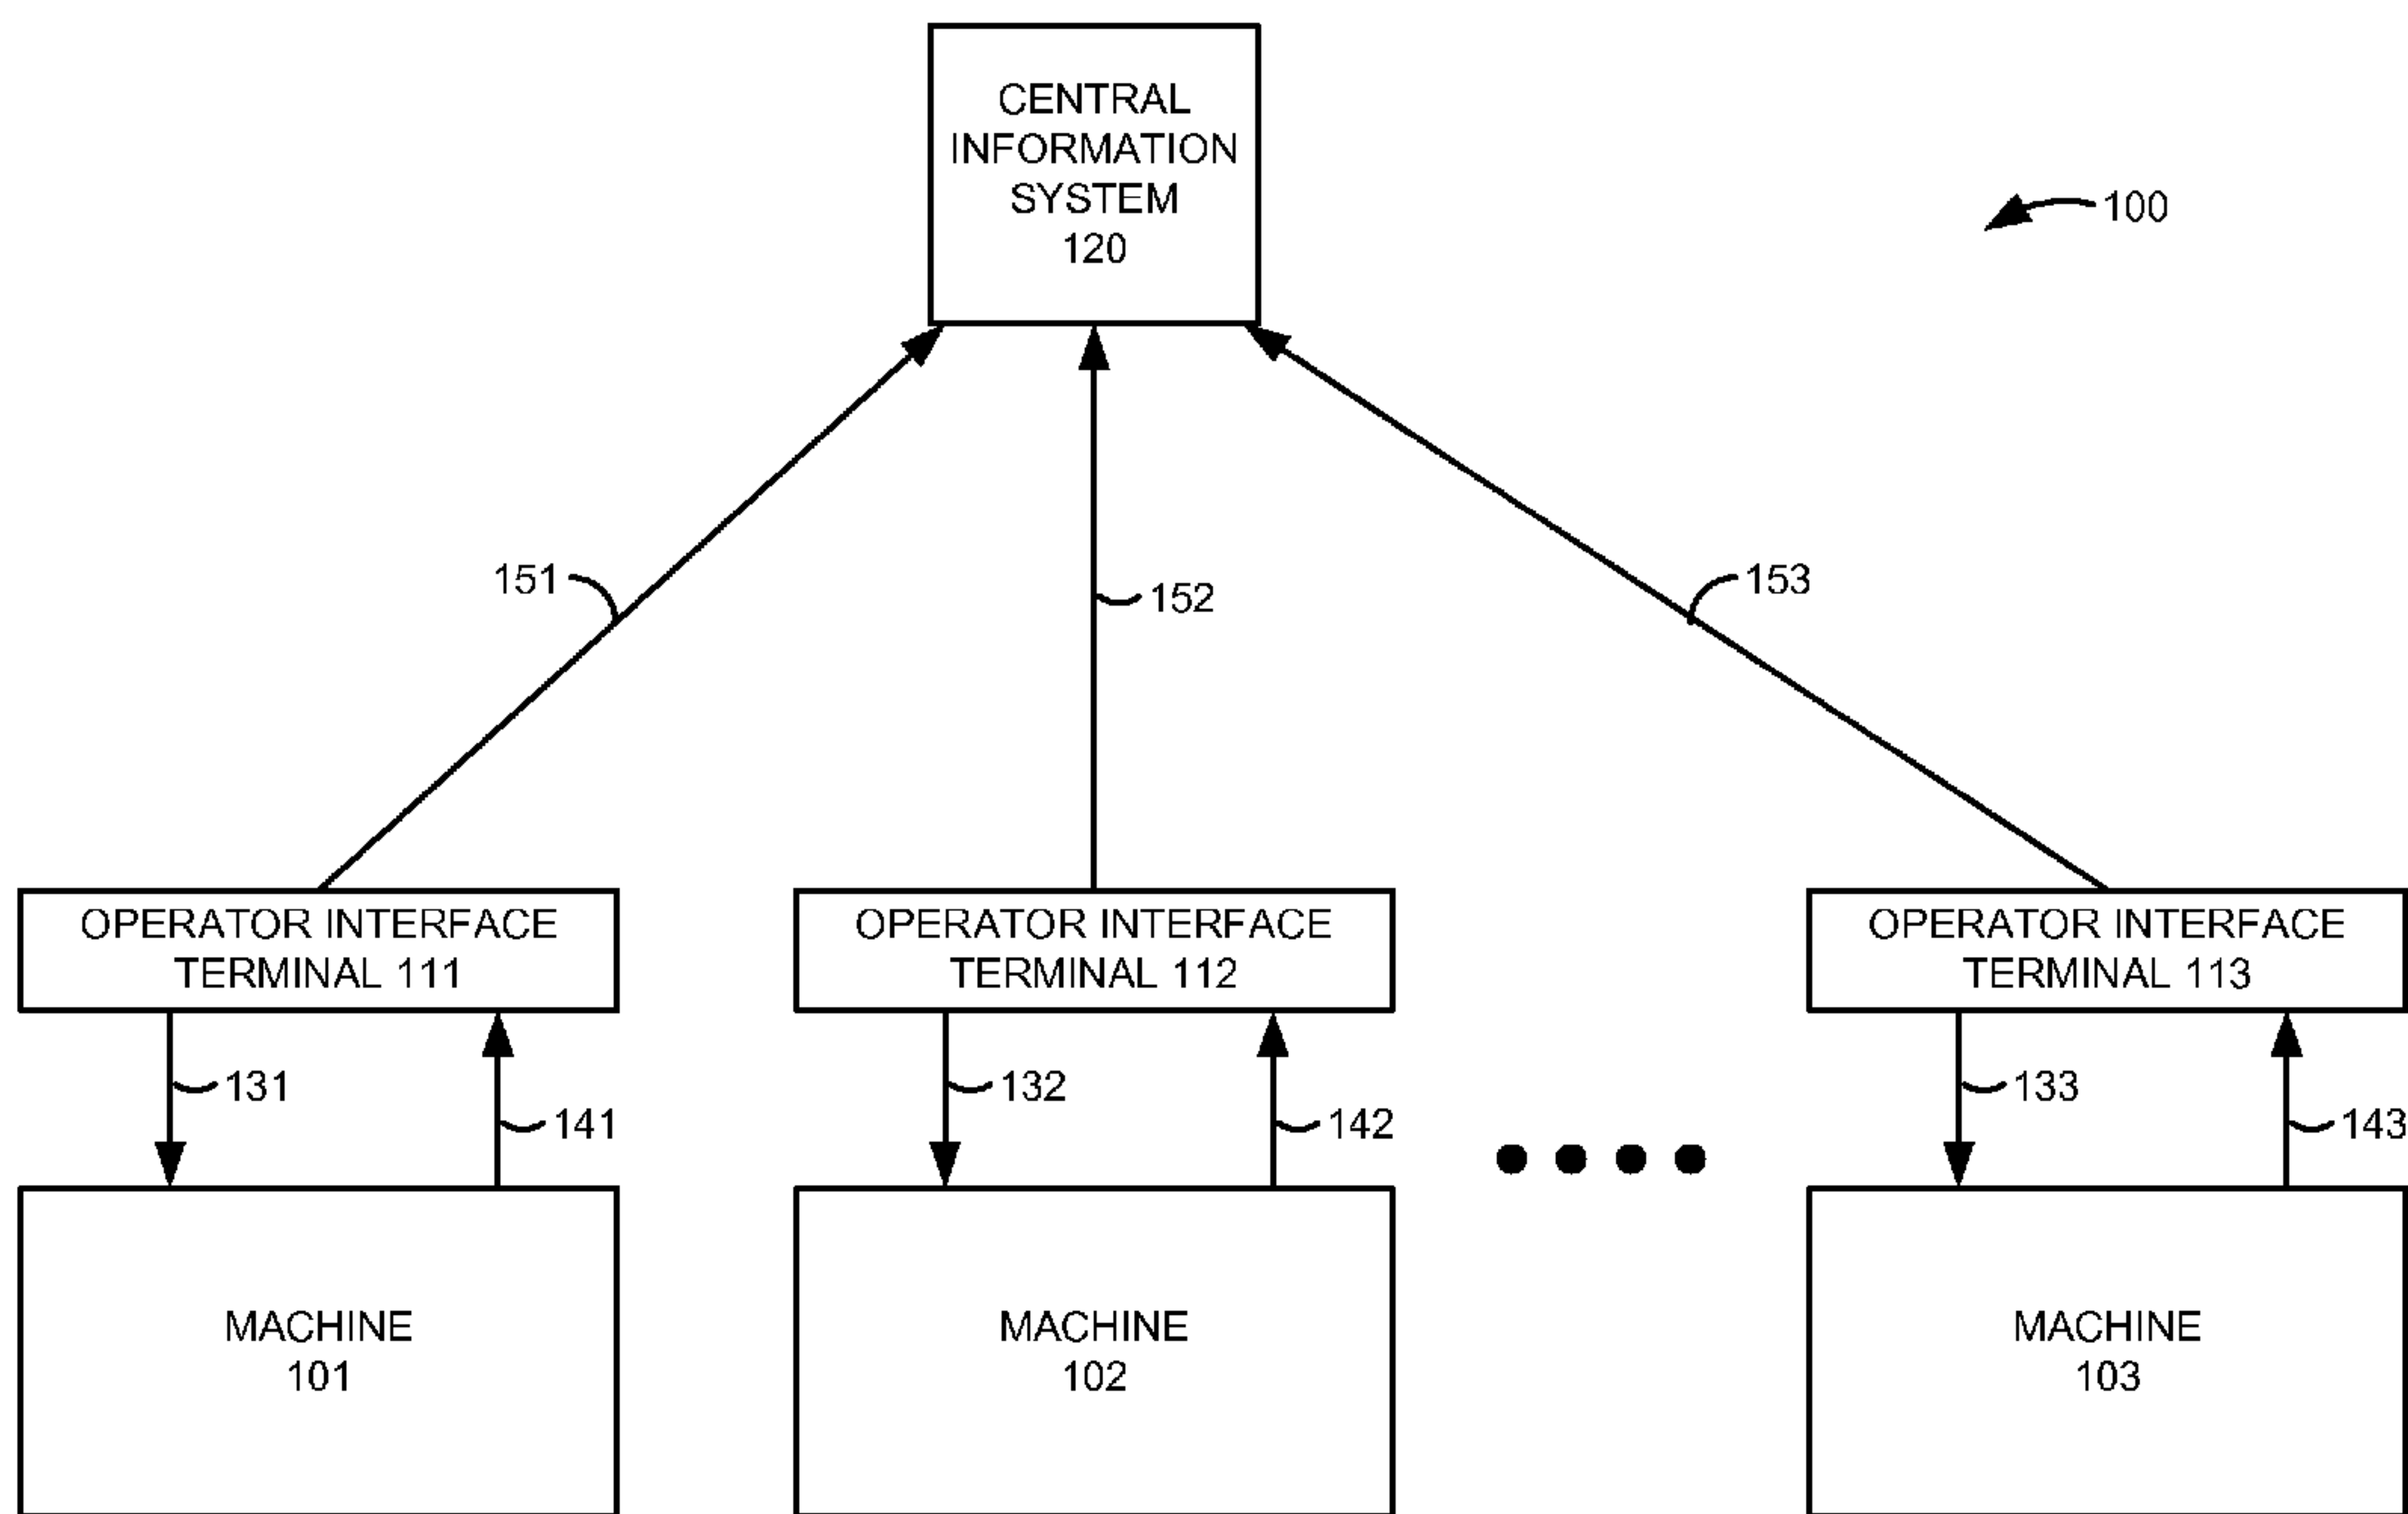 CENTRAL
INFORMATION
SYSTEM
120
100
151
152
153
OPERATOR INTERFACE
TERMINAL 111
OPERATOR INTERFACE
TERMINAL 112
OPERATOR INTERFACE
TERMINAL 113
131
141
132
142
133
143
MACHINE
101
MACHINE
102
MACHINE
103